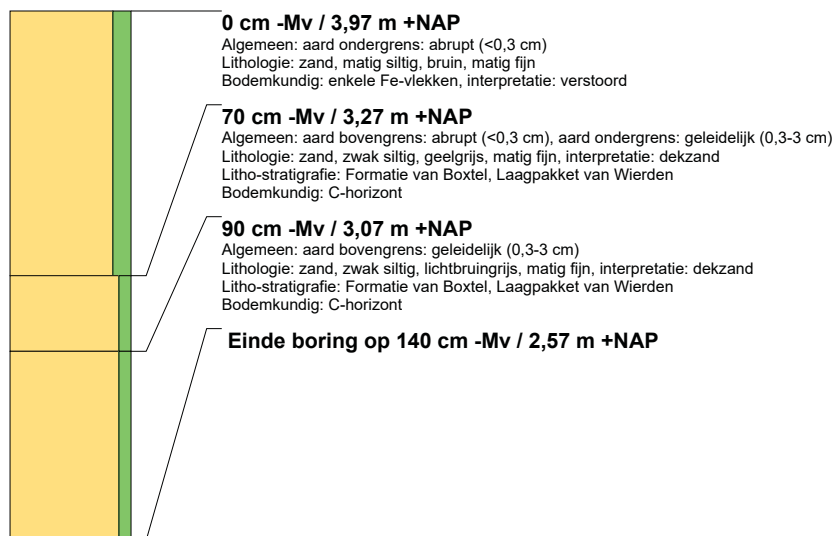 0 cm -Mv / 3,97 m +NAP
Algemeen: aard ondergrens: abrupt (<0,3 cm)
Lithologie: zand, matig siltig, bruin, matig fijn
Bodemkundig: enkele Fe-vlekken, interpretatie: verstoord
70 cm -Mv / 3,27 m +NAP
Algemeen: aard bovengrens: abrupt (<0,3 cm), aard ondergrens: geleidelijk (0,3-3 cm)
Lithologie: zand, zwak siltig, geelgrijs, matig fijn, interpretatie: dekzand
Litho-stratigrafie: Formatie van Boxtel, Laagpakket van Wierden
Bodemkundig: C-horizont
90 cm -Mv / 3,07 m +NAP
Algemeen: aard bovengrens: geleidelijk (0,3-3 cm)
Lithologie: zand, zwak siltig, lichtbruingrijs, matig fijn, interpretatie: dekzand
Litho-stratigrafie: Formatie van Boxtel, Laagpakket van Wierden
Bodemkundig: C-horizont
Einde boring op 140 cm -Mv / 2,57 m +NAP